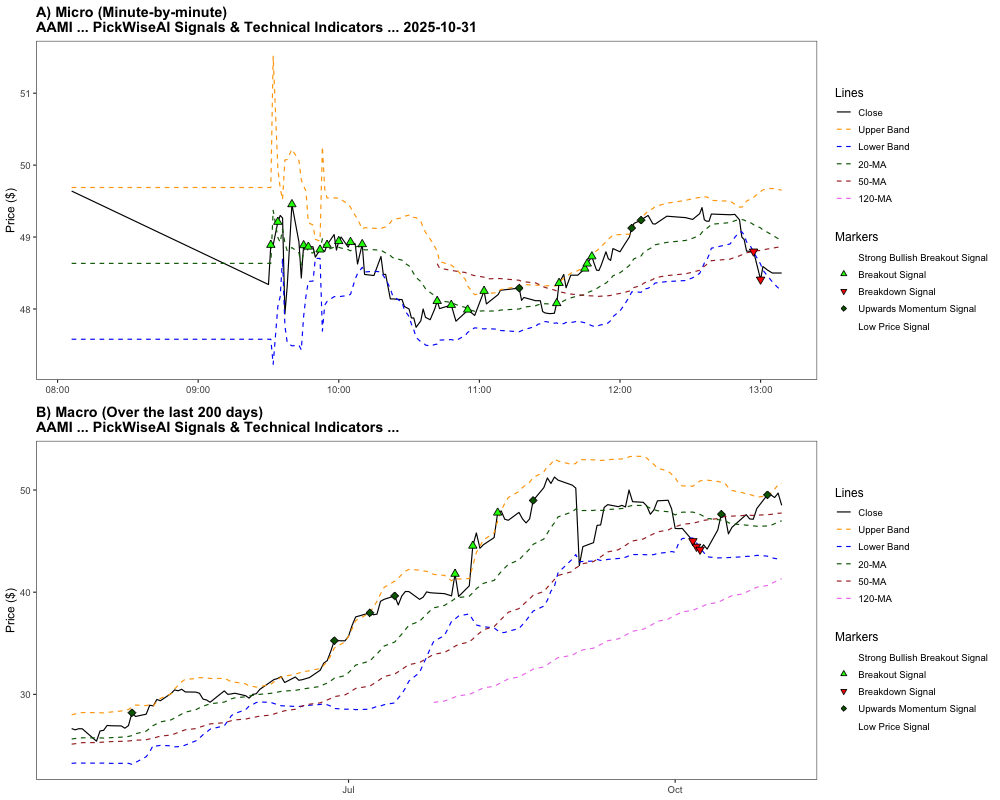 A) Micro (Minute-by-minute)
AAMI ... PickWiseAI Signals & Technical Indicators ... 2025-10-31
Price ($)
51
50
49
48
08:00
09:00
10:00
11:00
12:00
13:00
Lines
Close
Upper Band
Lower Band
20-MA
50-MA
120-MA
Markers
Strong Bullish Breakout Signal
Breakout Signal
Breakdown Signal
Upwards Momentum Signal
Low Price Signal
B) Macro (Over the last 200 days)
AAMI ... PickWiseAI Signals & Technical Indicators ...
Price ($)
50
40
30
Jul
Oct
Lines
Close
Upper Band
Lower Band
20-MA
50-MA
120-MA
Markers
Strong Bullish Breakout Signal
Breakout Signal
Breakdown Signal
Upwards Momentum Signal
Low Price Signal